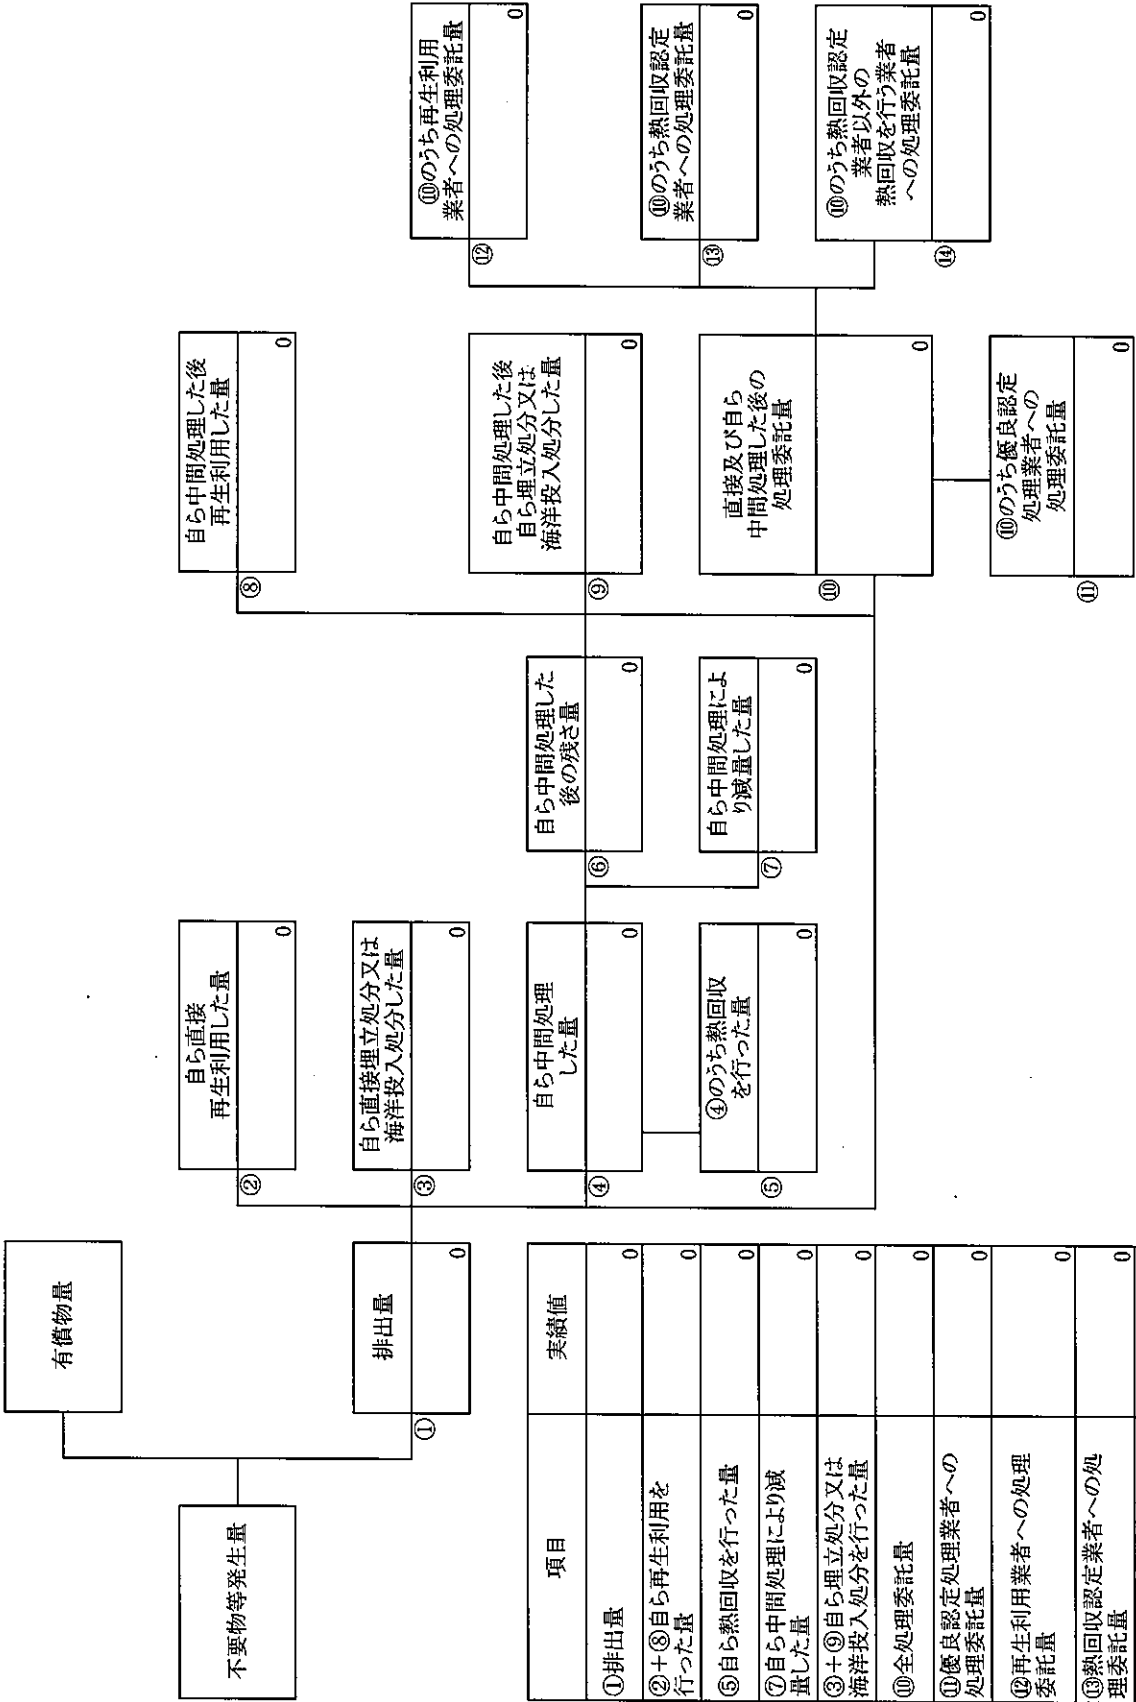 不要物等発生量
有償物量
排出量
①
0
自ら直接
再生利用した量
②
0
自ら直接埋立処分又は
海洋投入処分した量
③
0
自ら中間処理
した量
④
0
④のうち熱回収
を行った量
⑤
0
自ら中間処理した
後の残さ量
⑥
0
自ら中間処理によ
り減量した量
⑦
0
自ら中間処理した後
再生利用した量
⑧
0
自ら中間処理した後
自ら埋立処分又は
海洋投入処分した量
⑨
0
直接及び自ら
中間処理した後の
処理委託量
⑩
0
⑩のうち優良認定
処理業者への
処理委託量
⑪
0
⑩のうち再生利用
業者への処理委託量
⑫
0
⑩のうち熱回収認定
業者への処理委託量
⑬
0
⑩のうち熱回収認定
業者以外の
熱回収を行う業者
への処理委託量
⑭
0
項目 実績値
①排出量 0
②+⑧自ら再生利用を
行った量 0
⑤自ら熱回収を行った量 0
⑦自ら中間処理により減
量した量 0
③+⑨自ら埋立処分又は
海洋投入処分を行った量 0
⑩全処理委託量 0
⑪優良認定処理業者への
処理委託量 0
⑫再生利用業者への処理
委託量 0
⑬熱回収認定業者への処
理委託量 0